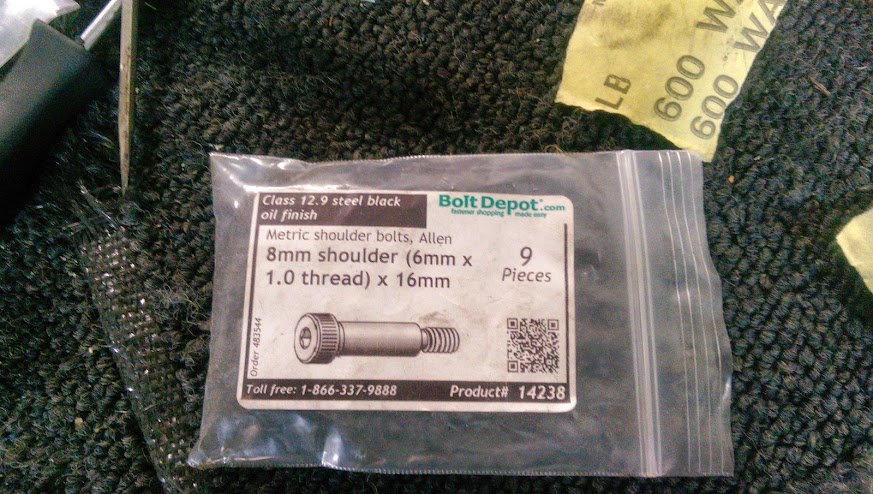 LB
600 WA
600 WA
Class 12.9 steel black
oil finish
Bolt Depot.com
fastener shopping made easy
Metric shoulder bolts, Allen
8mm shoulder (6mm x
1.0 thread) x 16mm
9
Pieces
Order 483544
Toll free: 1-866-337-9888
Product# 14238